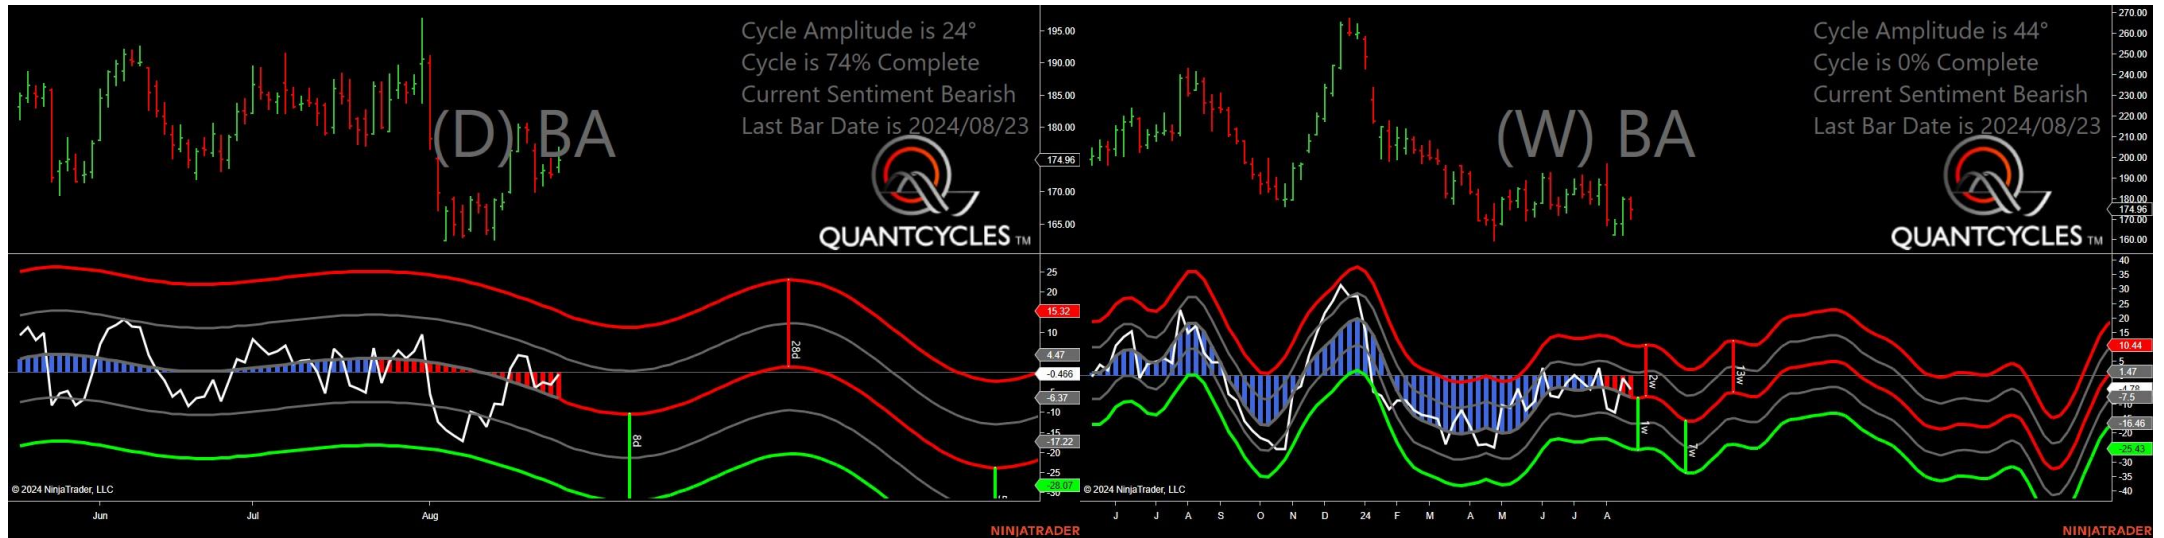 Cycle Amplitude is 24°
Cycle is 74% Complete
Current Sentiment Bearish
Last Bar Date is 2024/08/23
(D) BA
QUANTCYCLES TM
195.00
190.00
185.00
180.00
174.96
170.00
165.00
25
20
15.32
10
4.47
-0.466
-6.37
-10
-17.22
-20
-25
-28.07
28d
8d
© 2024 NinjaTrader, LLC
Jun
Jul
Aug
NINJATRADER
Cycle Amplitude is 44°
Cycle is 0% Complete
Current Sentiment Bearish
Last Bar Date is 2024/08/23
(W) BA
QUANTCYCLES TM
270.00
260.00
250.00
240.00
230.00
220.00
210.00
200.00
190.00
180.00
174.96
170.00
160.00
40
35
30
25
20
15
10.44
5
1.47
-4.78
-7.5
-16.46
-20
-25.43
-30
-35
-40
2w
13w
1w
7w
© 2024 NinjaTrader, LLC
J
J
A
S
O
N
D
24
F
M
A
M
J
J
A
NINJATRADER